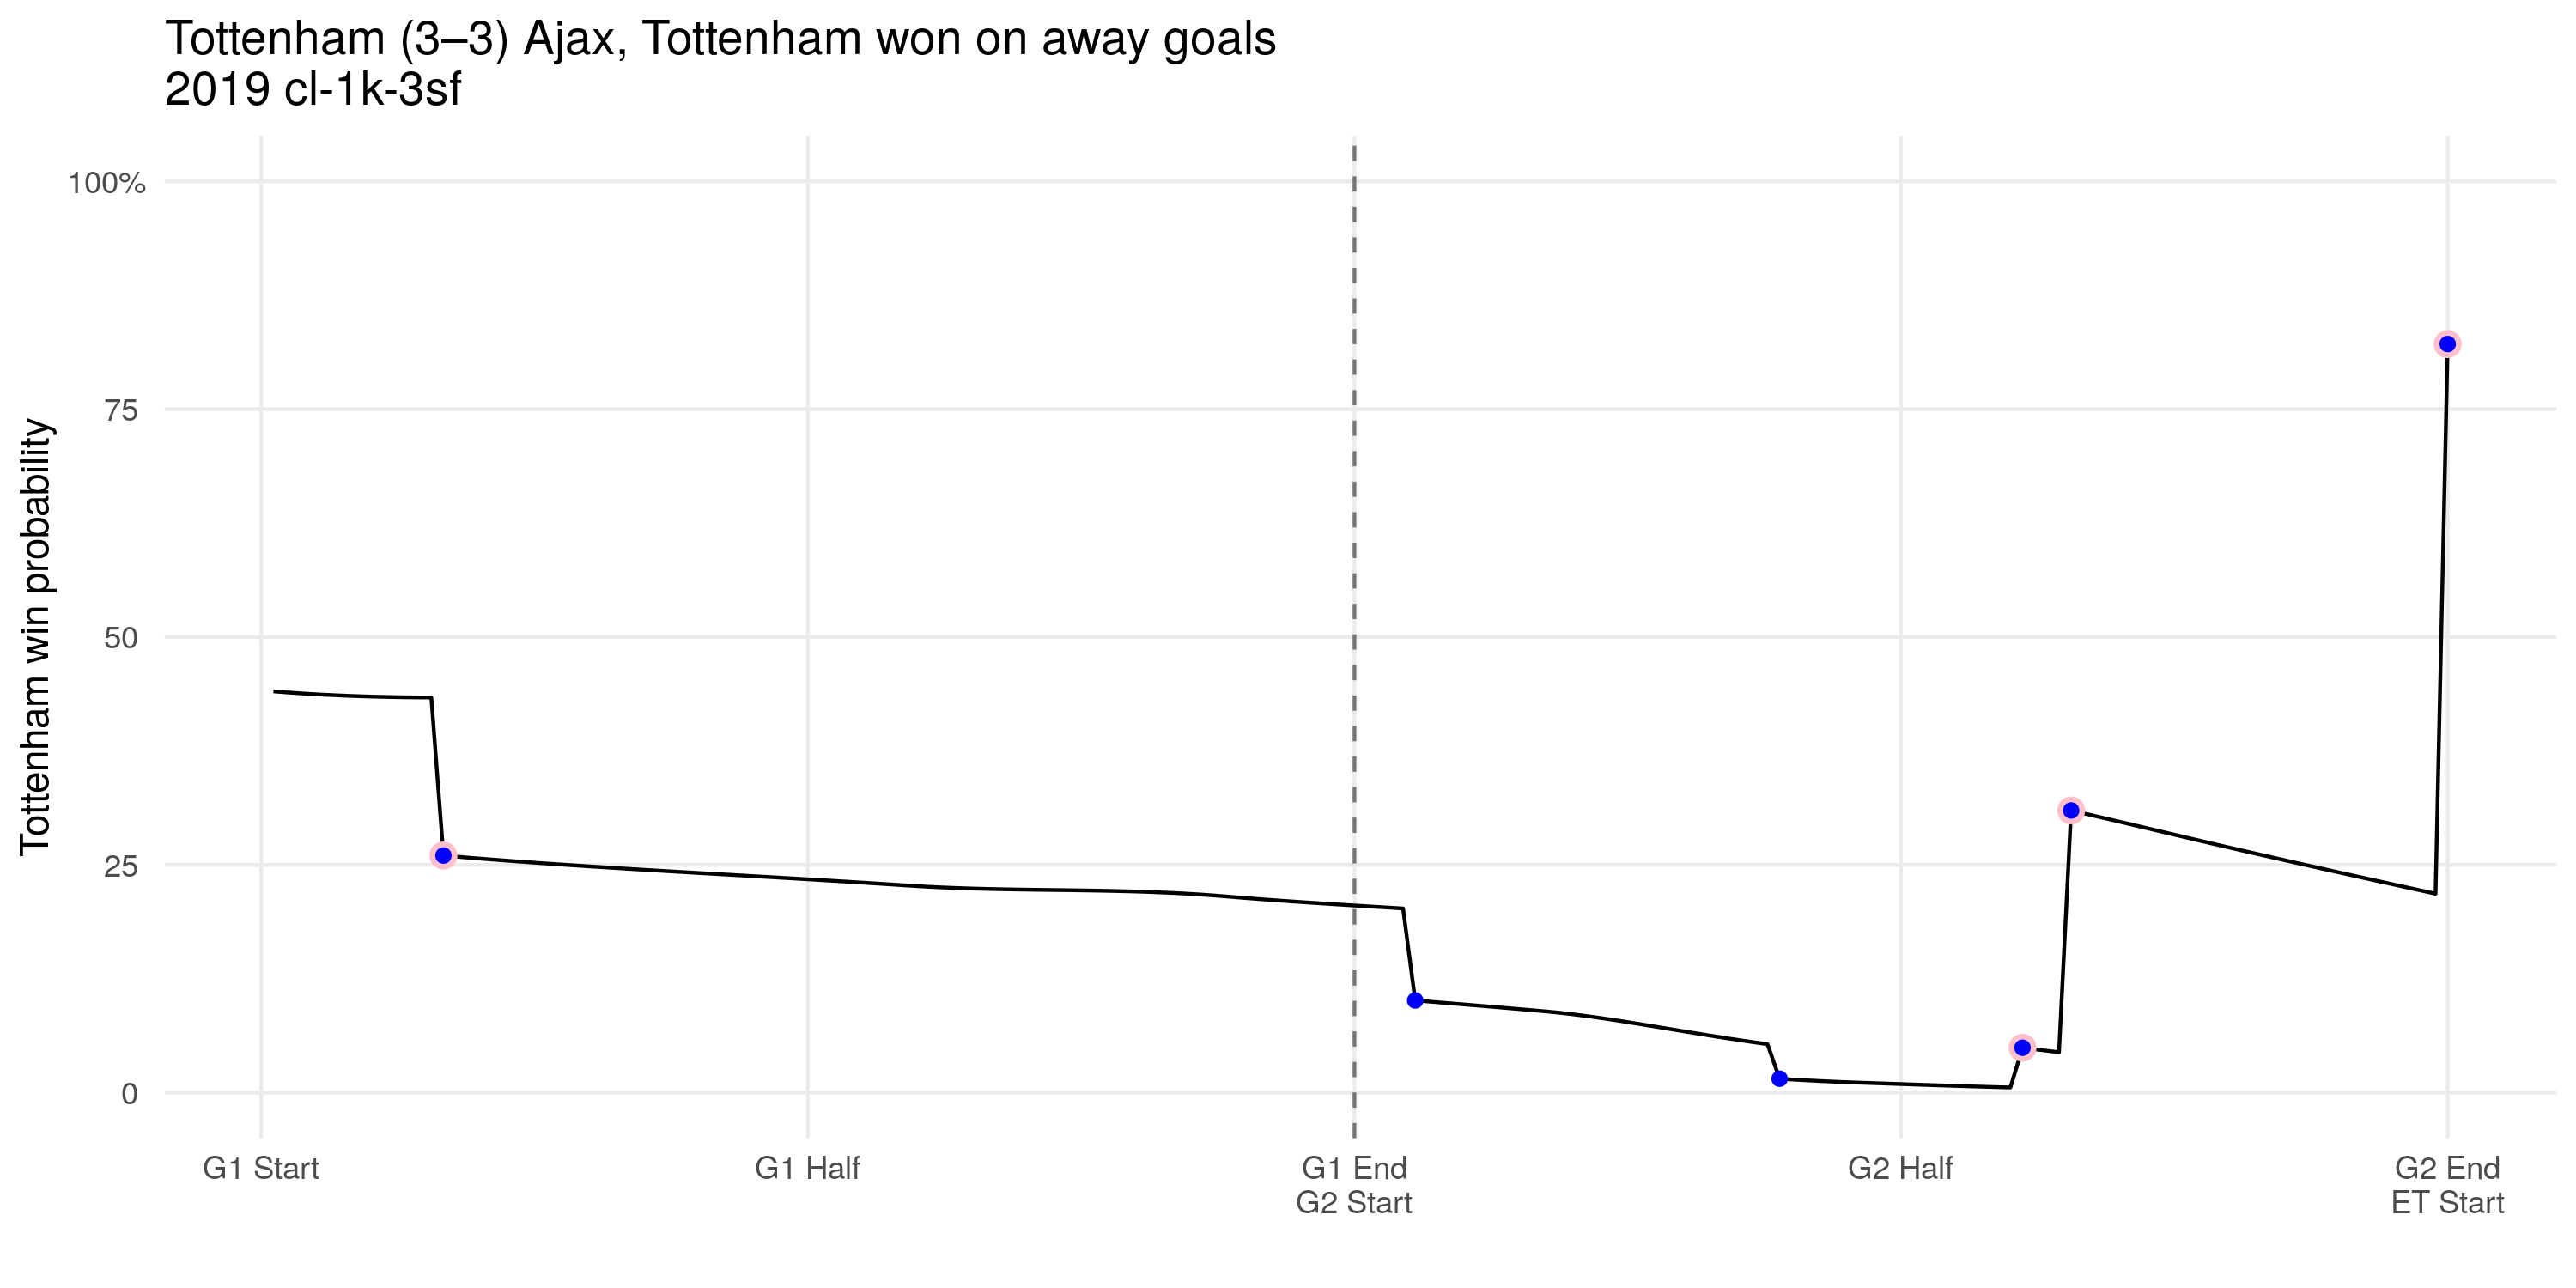 Tottenham (3–3) Ajax, Tottenham won on away goals
2019 cl-1k-3sf
Tottenham win probability
100%
75
50
25
0
G1 Start
G1 Half
G1 End
G2 Start
G2 Half
G2 End
ET Start